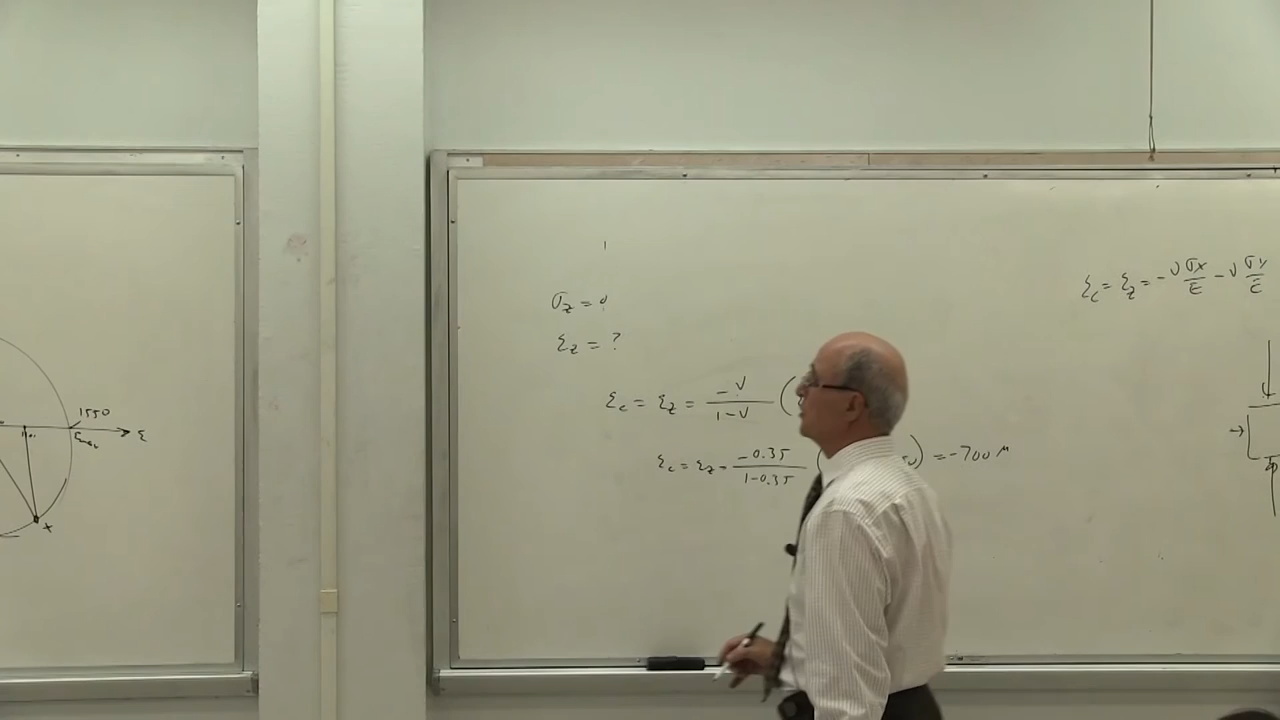 1550
ε
ε
x
σz = 0
εz = ?
εc = εz = -ν/(1-ν) (
εc = εz = -0.35/(1-0.35) ( ) = -700 μ
εc = εz = -ν σx/E - ν σy/E